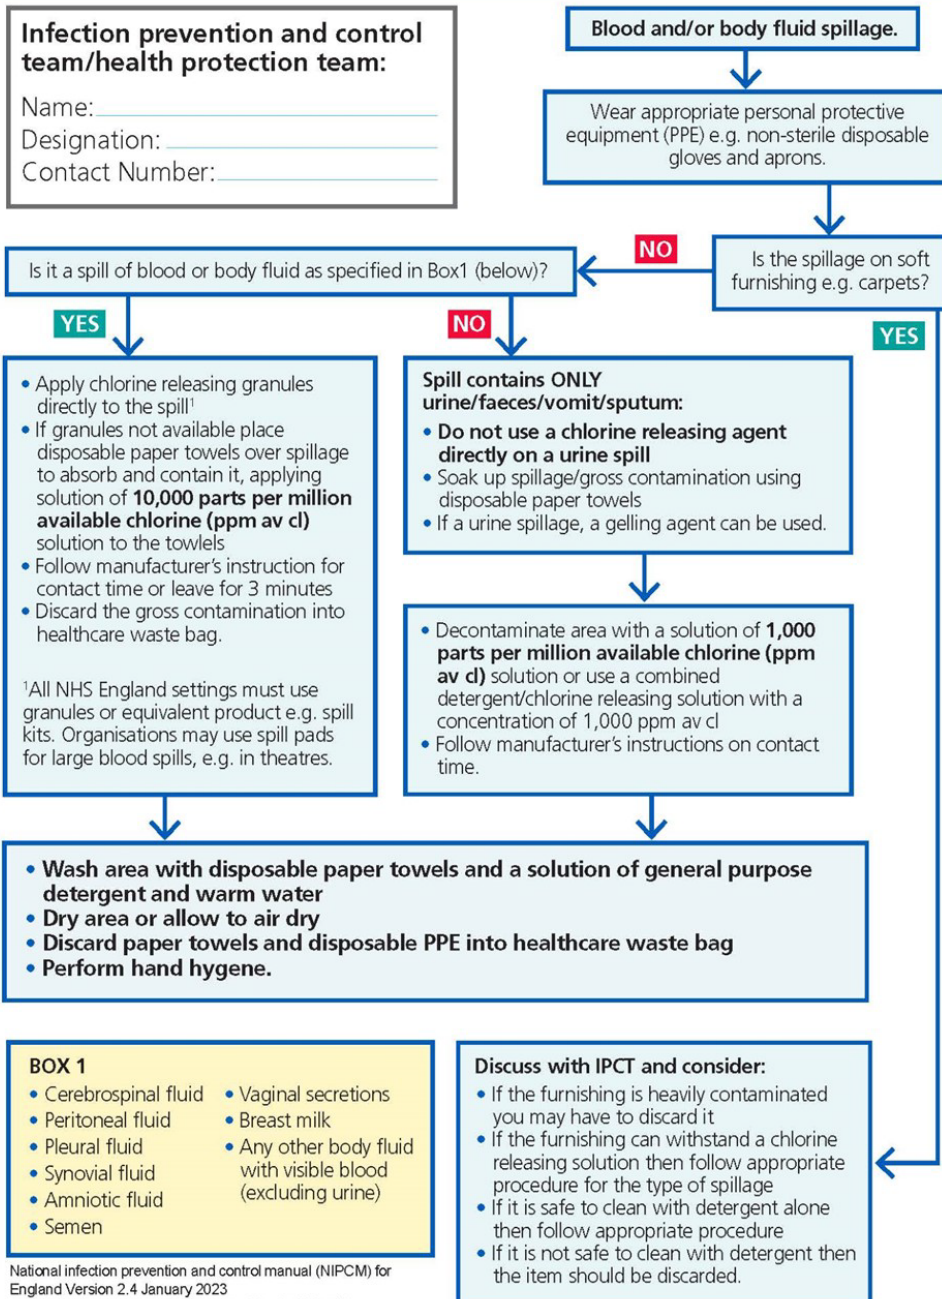 Infection prevention and control
team/health protection team:
Name:
Designation:
Contact Number:
Blood and/or body fluid spillage.
Wear appropriate personal protective
equipment (PPE) e.g. non-sterile disposable
gloves and aprons.
Is the spillage on soft
furnishing e.g. carpets?
NO
YES
Is it a spill of blood or body fluid as specified in Box1 (below)?
YES
NO
• Apply chlorine releasing granules
directly to the spill¹
• If granules not available place
disposable paper towels over spillage
to absorb and contain it, applying
solution of 10,000 parts per million
available chlorine (ppm av cl)
solution to the towlels
• Follow manufacturer's instruction for
contact time or leave for 3 minutes
• Discard the gross contamination into
healthcare waste bag.
¹All NHS England settings must use
granules or equivalent product e.g. spill
kits. Organisations may use spill pads
for large blood spills, e.g. in theatres.
Spill contains ONLY
urine/faeces/vomit/sputum:
• Do not use a chlorine releasing agent
directly on a urine spill
• Soak up spillage/gross contamination using
disposable paper towels
• If a urine spillage, a gelling agent can be used.
• Decontaminate area with a solution of 1,000
parts per million available chlorine (ppm
av cl) solution or use a combined
detergent/chlorine releasing solution with a
concentration of 1,000 ppm av cl
• Follow manufacturer's instructions on contact
time.
• Wash area with disposable paper towels and a solution of general purpose
detergent and warm water
• Dry area or allow to air dry
• Discard paper towels and disposable PPE into healthcare waste bag
• Perform hand hygene.
BOX 1
• Cerebrospinal fluid
• Peritoneal fluid
• Pleural fluid
• Synovial fluid
• Amniotic fluid
• Semen
• Vaginal secretions
• Breast milk
• Any other body fluid
with visible blood
(excluding urine)
Discuss with IPCT and consider:
• If the furnishing is heavily contaminated
you may have to discard it
• If the furnishing can withstand a chlorine
releasing solution then follow appropriate
procedure for the type of spillage
• If it is safe to clean with detergent alone
then follow appropriate procedure
• If it is not safe to clean with detergent then
the item should be discarded.
National infection prevention and control manual (NIPCM) for
England Version 2.4 January 2023